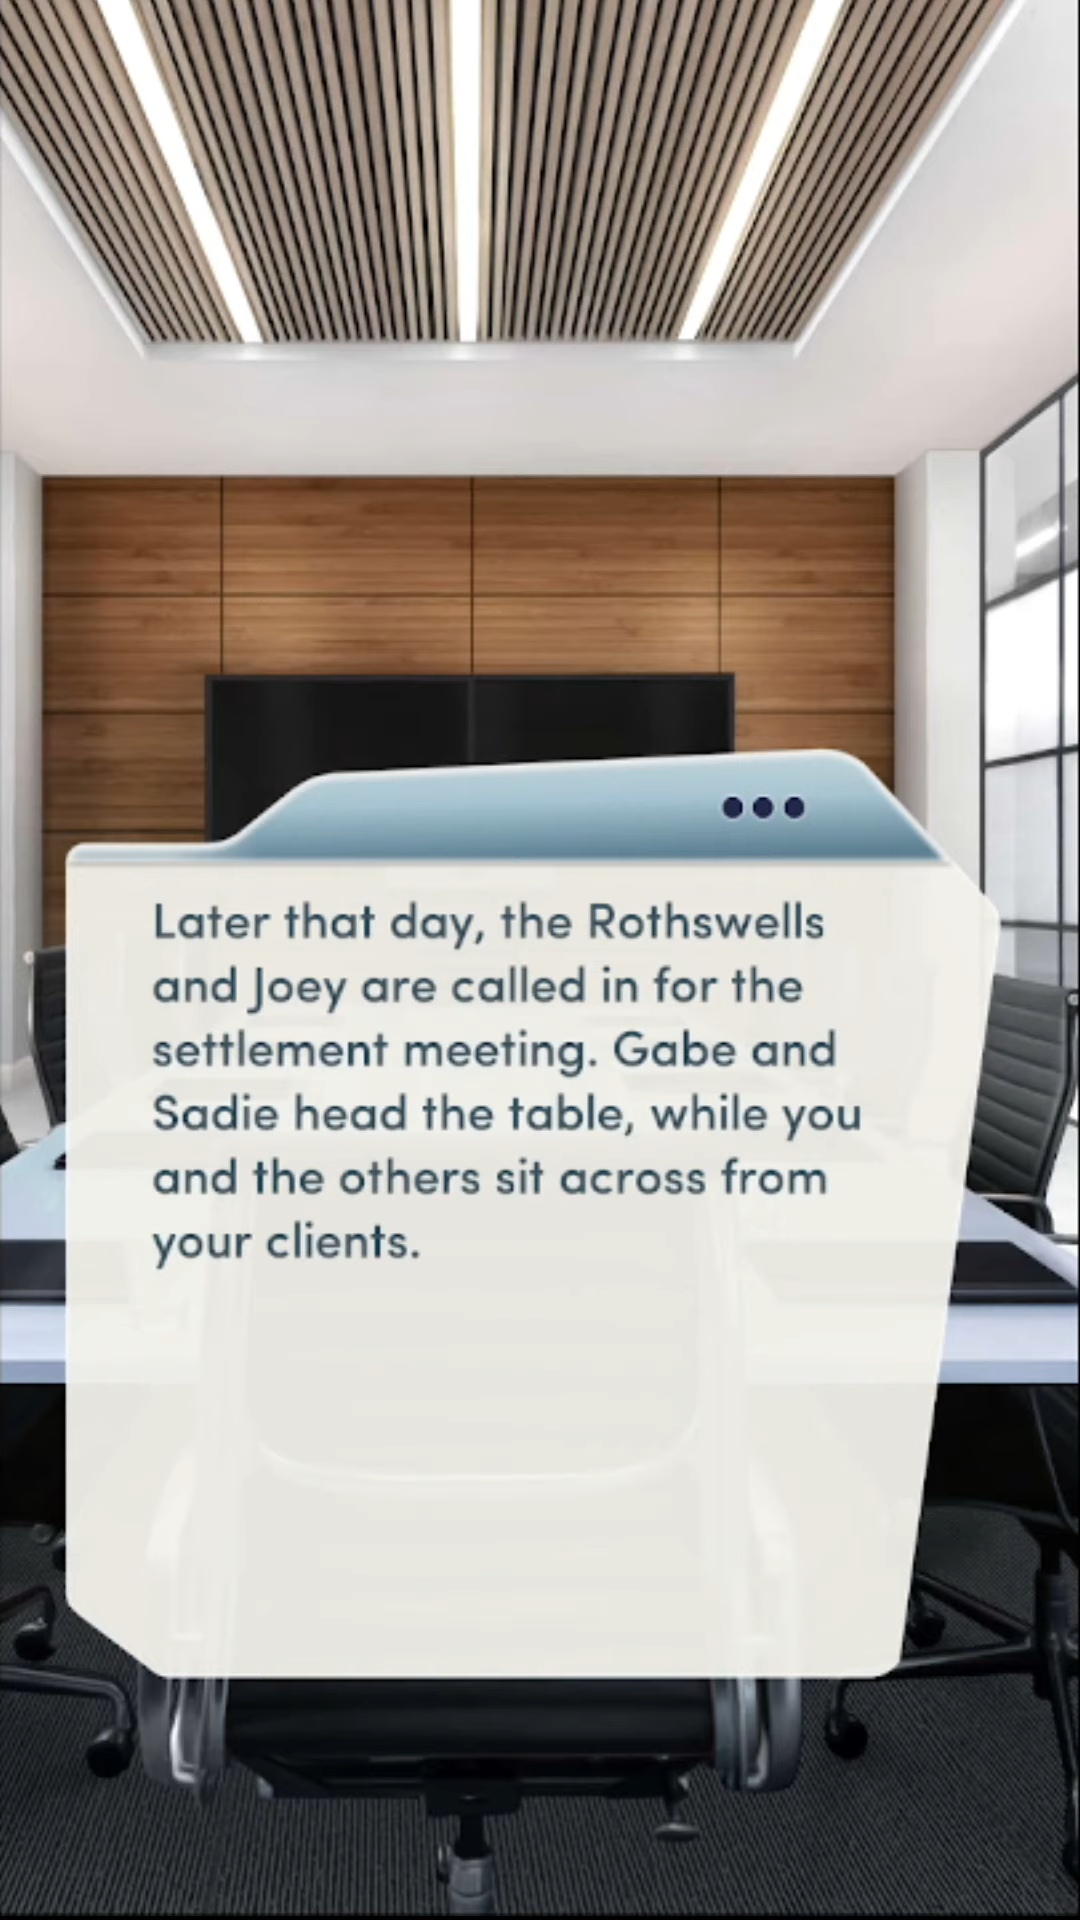 Later that day, the Rothswells
and Joey are called in for the
settlement meeting. Gabe and
Sadie head the table, while you
and the others sit across from
your clients.